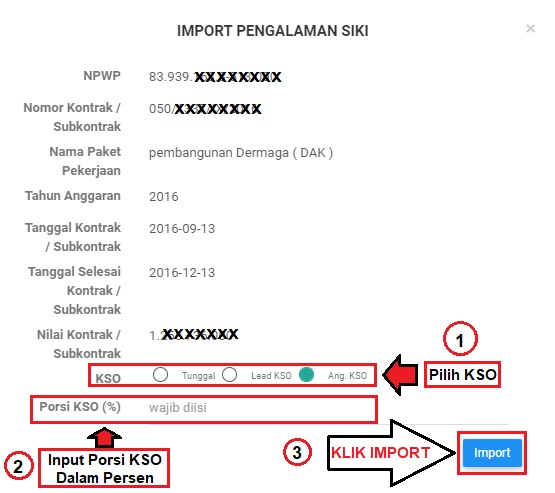 IMPORT PENGALAMAN SIKI
×
NPWP 83.939.
Nomor Kontrak / 050/
Subkontrak
Nama Paket pembangunan Dermaga ( DAK )
Pekerjaan
Tahun Anggaran 2016
Tanggal Kontrak 2016-09-13
/ Subkontrak
Tanggal Selesai 2016-12-13
Kontrak /
Subkontrak
Nilai Kontrak / 1.
Subkontrak
1
KSO Tunggal Lead KSO Ang. KSO
Pilih KSO
Porsi KSO (%) wajib diisi
2
Input Porsi KSO
Dalam Persen
3
KLIK IMPORT
Import